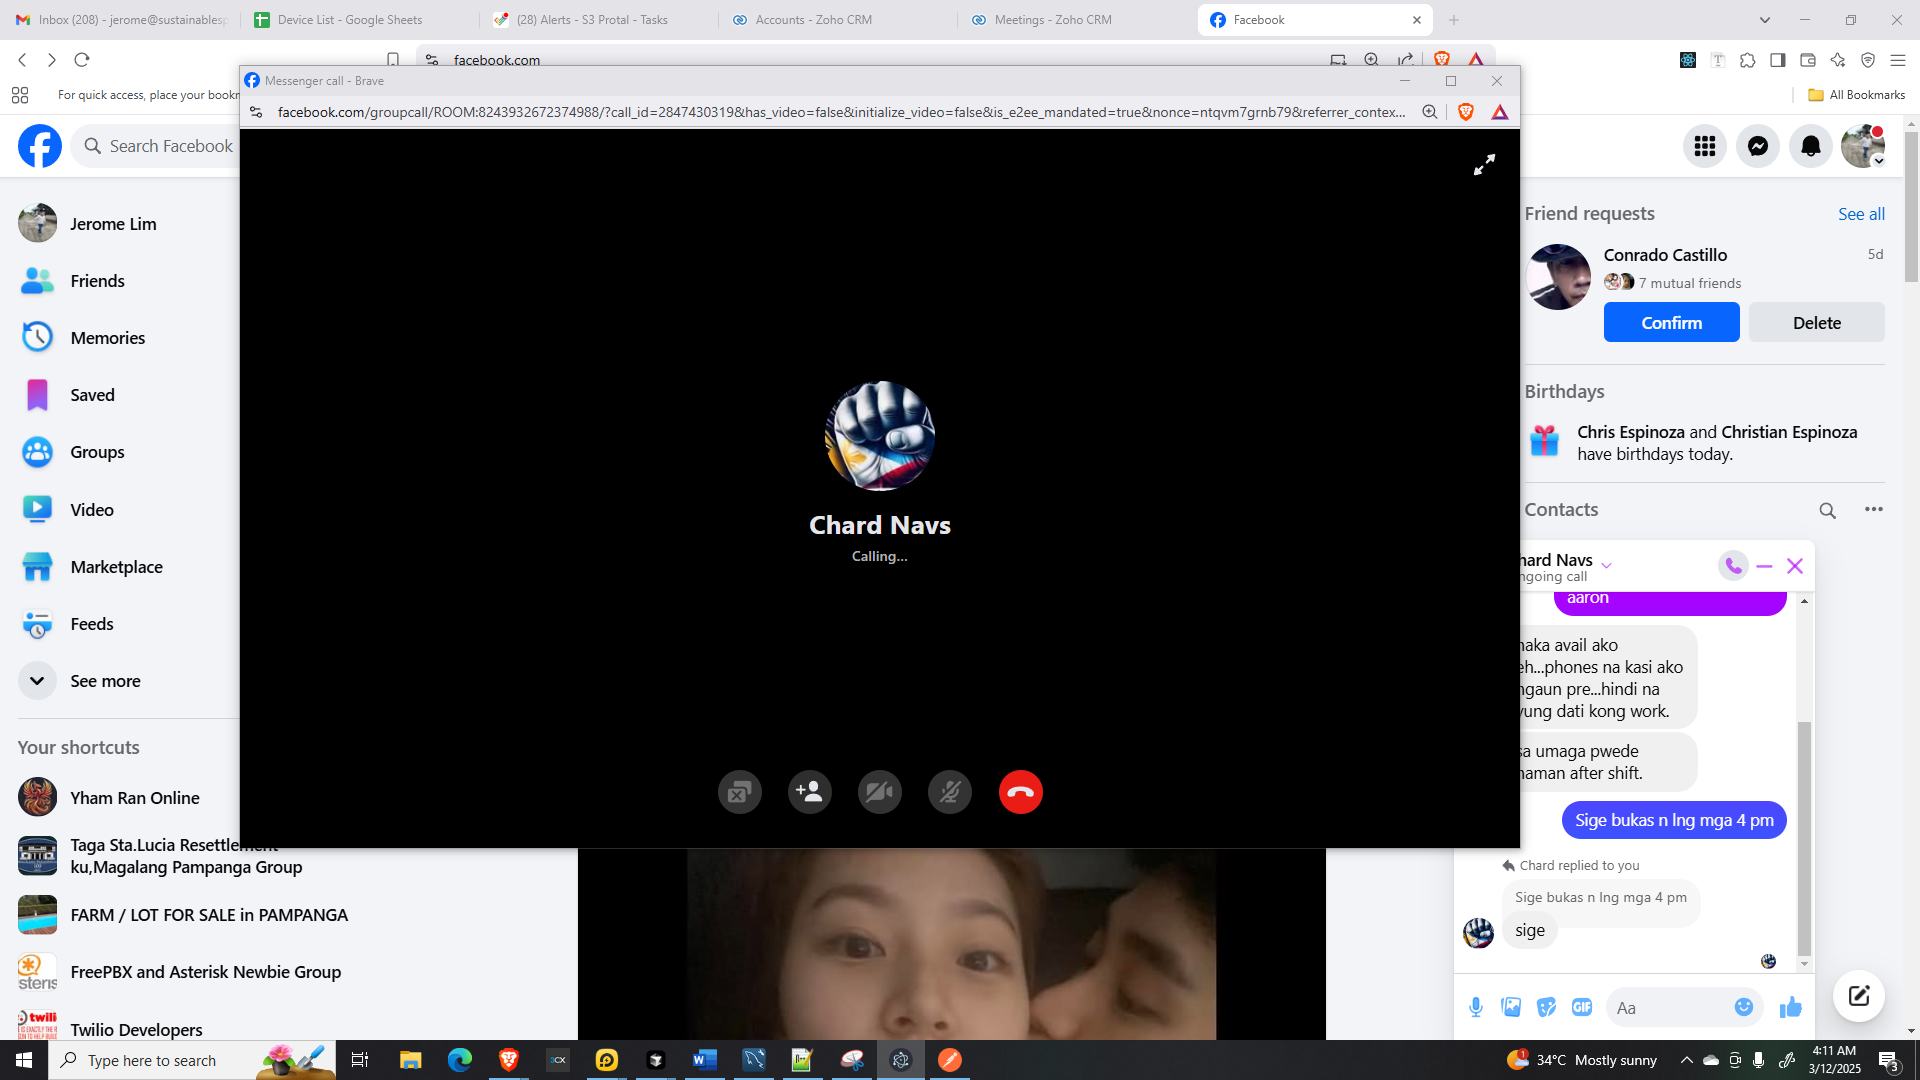 Inbox (208) - jerome@sustainablesp
Device List - Google Sheets
(28) Alerts - S3 Protal - Tasks
Accounts - Zoho CRM
Meetings - Zoho CRM
Facebook
facebook.com
For quick access, place your bookm
All Bookmarks
Messenger call - Brave
facebook.com/groupcall/ROOM:8243932672374988/?call_id=2847430319&has_video=false&initialize_video=false&is_e2ee_mandated=true&nonce=ntqvm7grnb79&referrer_contex...
Search Facebook
Jerome Lim
Friends
Memories
Saved
Groups
Video
Marketplace
Feeds
See more
Your shortcuts
Yham Ran Online
Taga Sta.Lucia Resettlement
ku,Magalang Pampanga Group
FARM / LOT FOR SALE in PAMPANGA
FreePBX and Asterisk Newbie Group
Twilio Developers
Chard Navs
Calling...
Friend requests
See all
Conrado Castillo
5d
7 mutual friends
Confirm
Delete
Birthdays
Chris Espinoza and Christian Espinoza
have birthdays today.
Contacts
hard Navs
ngoing call
aaron
naka avail ako
eh...phones na kasi ako
ngaun pre...hindi na
yung dati kong work.
sa umaga pwede
naman after shift.
Sige bukas n lng mga 4 pm
Chard replied to you
Sige bukas n lng mga 4 pm
sige
GIF
Aa
Type here to search
34°C Mostly sunny
4:11 AM
3/12/2025
3